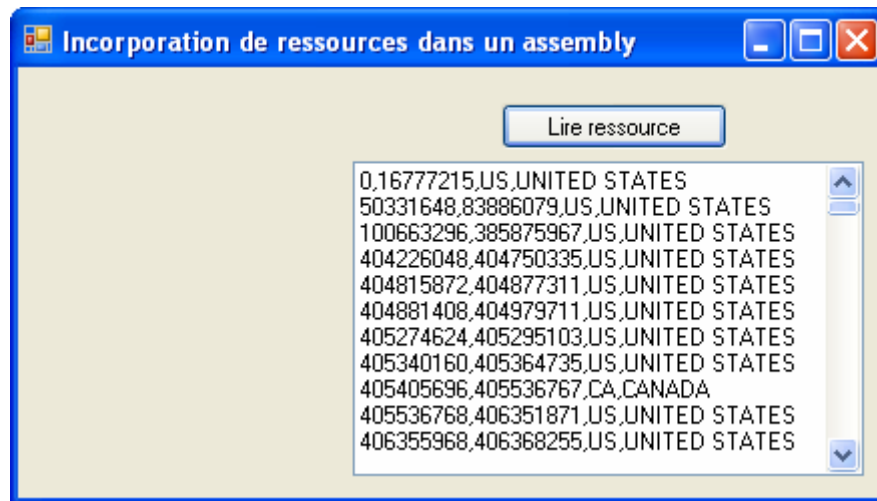 Incorporation de ressources dans un assembly
Lire ressource
0,16777215,US,UNITED STATES
50331648,83886079,US,UNITED STATES
100663296,385875967,US,UNITED STATES
404226048,404750335,US,UNITED STATES
404815872,404877311,US,UNITED STATES
404881408,404979711,US,UNITED STATES
405274624,405295103,US,UNITED STATES
405340160,405364735,US,UNITED STATES
405405696,405536767,CA,CANADA
405536768,406351871,US,UNITED STATES
406355968,406368255,US,UNITED STATES